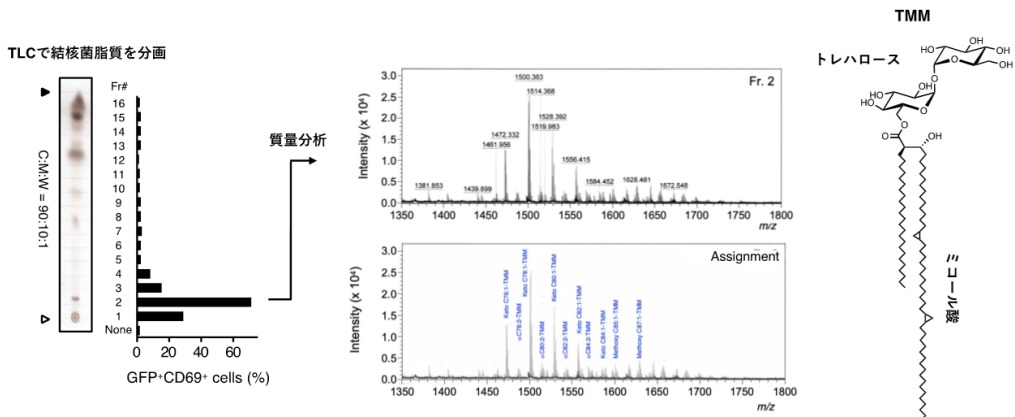 TLCで結核菌脂質を分画
Fr#
16
15
14
13
12
11
10
9
8
7
6
5
4
3
2
1
None
C:M:W = 90:10:1
0 20 40 60
GFP+CD69+ cells (%)
質量分析
Fr. 2
Intensity (x 10⁴)
3.0
2.5
2.0
1.5
1.0
0.5
0.0
1381.853
1439.899
1461.956
1472.332
1500.363
1514.368
1519.983
1528.392
1556.415
1584.452
1628.481
1672.548
1350 1400 1450 1500 1550 1600 1650 1700 1750 1800
m/z
Assignment
Intensity (x 10⁴)
3.0
2.5
2.0
1.5
1.0
0.5
0.0
Keto C76:1-TMM
αC78:2-TMM
Keto C78:1-TMM
αC80:2-TMM
Keto C80:1-TMM
αC82:2-TMM
Keto C82:1-TMM
αC84:2-TMM
Keto C84:1-TMM
Methoxy C85:1-TMM
Methoxy C87:1-TMM
1350 1400 1450 1500 1550 1600 1650 1700 1750 1800
m/z
TMM
トレハロース
OH
HO
OH
HO
O
OH
O
HO
OH
HO
O
O
O
OH
ミコール酸